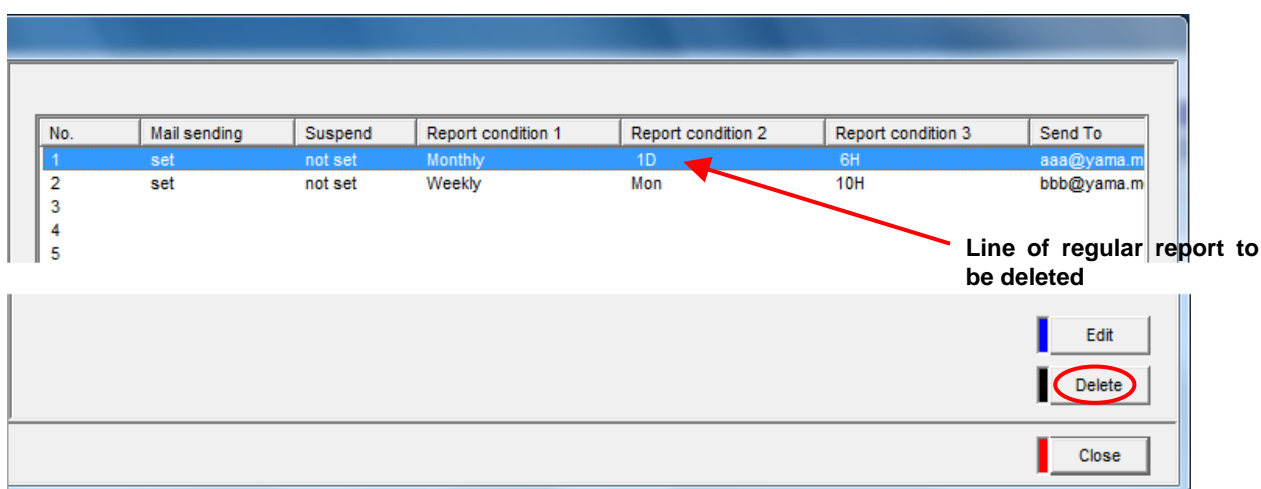 No. Mail sending Suspend Report condition 1 Report condition 2 Report condition 3 Send To
1 set not set Monthly 1D 6H aaa@yama.m
2 set not set Weekly Mon 10H bbb@yama.m
3
4
5
Line of regular report to
be deleted
Edit
Delete
Close